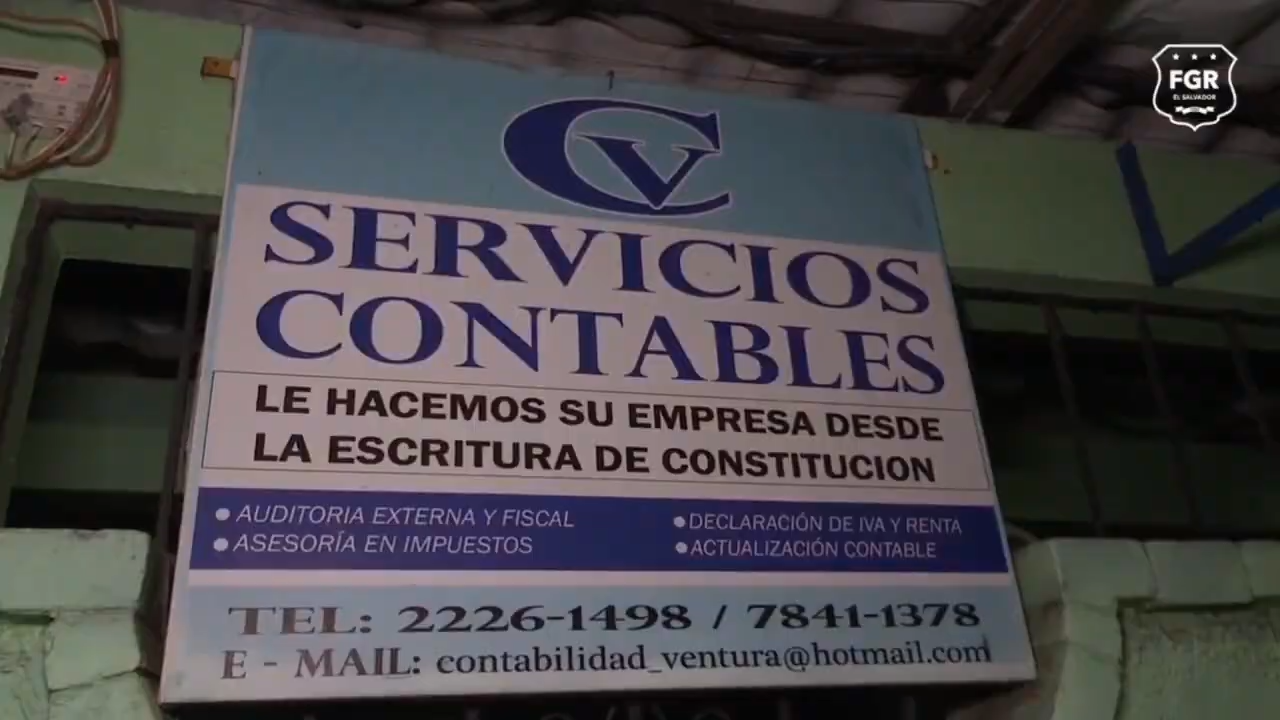 FGR
EL SALVADOR
CV
SERVICIOS
CONTABLES
LE HACEMOS SU EMPRESA DESDE
LA ESCRITURA DE CONSTITUCION
• AUDITORIA EXTERNA Y FISCAL
• ASESORÍA EN IMPUESTOS
• DECLARACIÓN DE IVA Y RENTA
• ACTUALIZACIÓN CONTABLE
TEL: 2226-1498 / 7841-1378
E - MAIL: contabilidad_ventura@hotmail.com